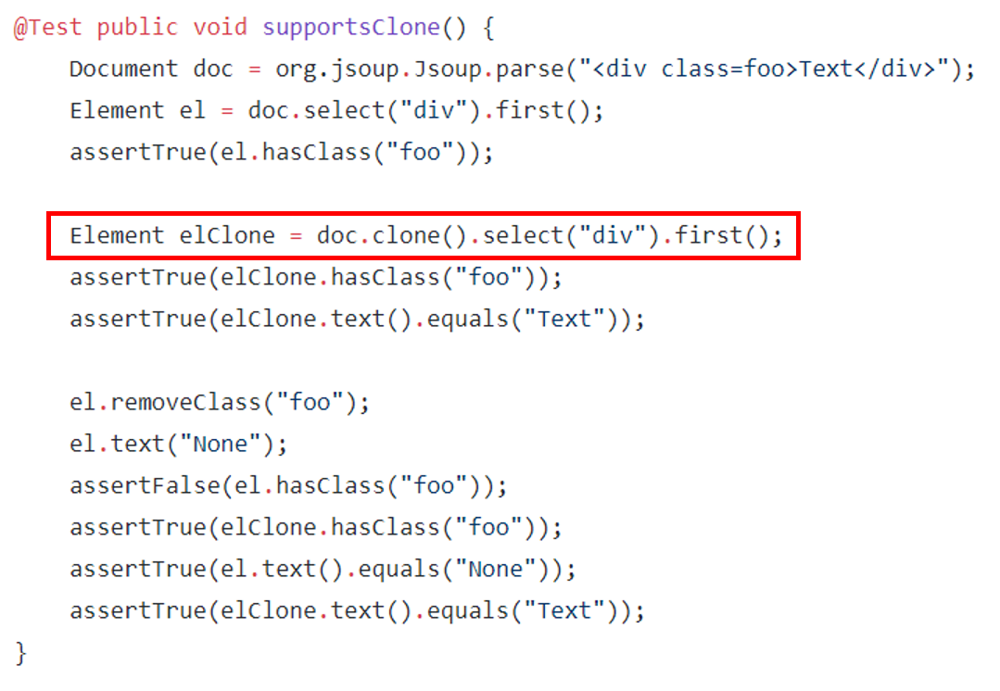 @Test public void supportsClone() {
    Document doc = org.jsoup.Jsoup.parse("<div class=foo>Text</div>");
    Element el = doc.select("div").first();
    assertTrue(el.hasClass("foo"));

    Element elClone = doc.clone().select("div").first();
    assertTrue(elClone.hasClass("foo"));
    assertTrue(elClone.text().equals("Text"));

    el.removeClass("foo");
    el.text("None");
    assertFalse(el.hasClass("foo"));
    assertTrue(elClone.hasClass("foo"));
    assertTrue(el.text().equals("None"));
    assertTrue(elClone.text().equals("Text"));
}